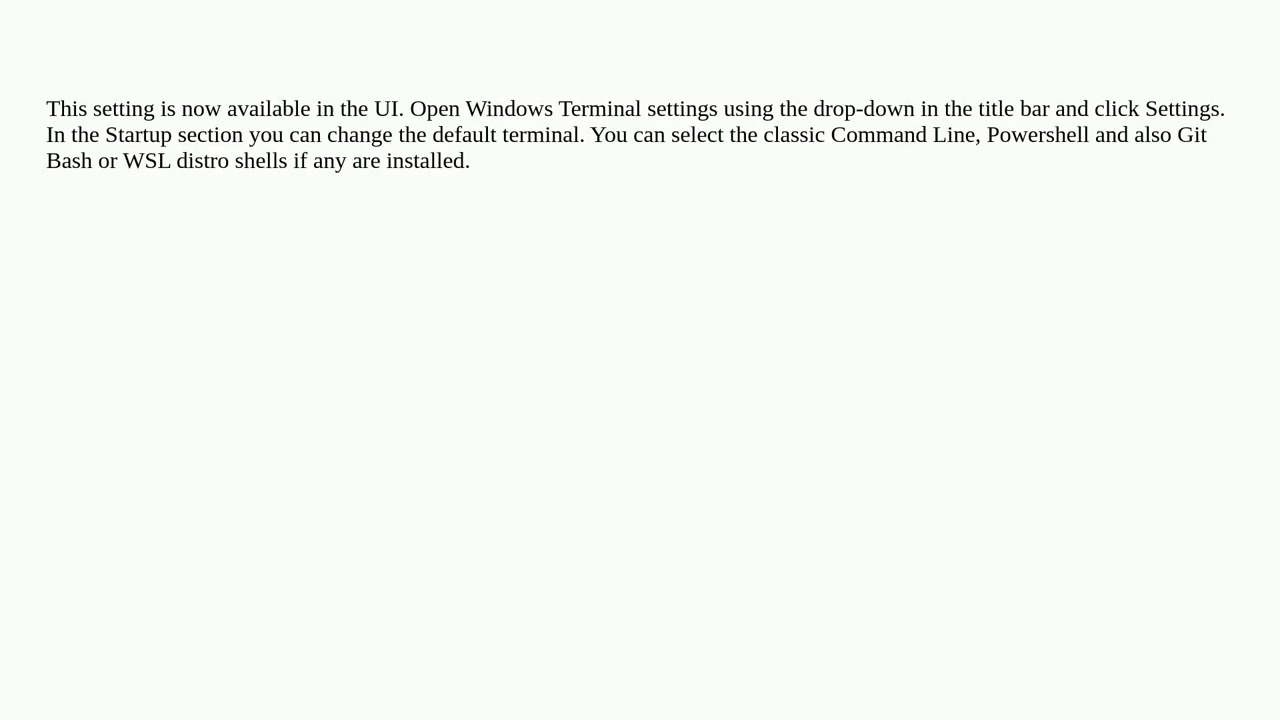 This setting is now available in the UI. Open Windows Terminal settings using the drop-down in the title bar and click Settings.
In the Startup section you can change the default terminal. You can select the classic Command Line, Powershell and also Git
Bash or WSL distro shells if any are installed.